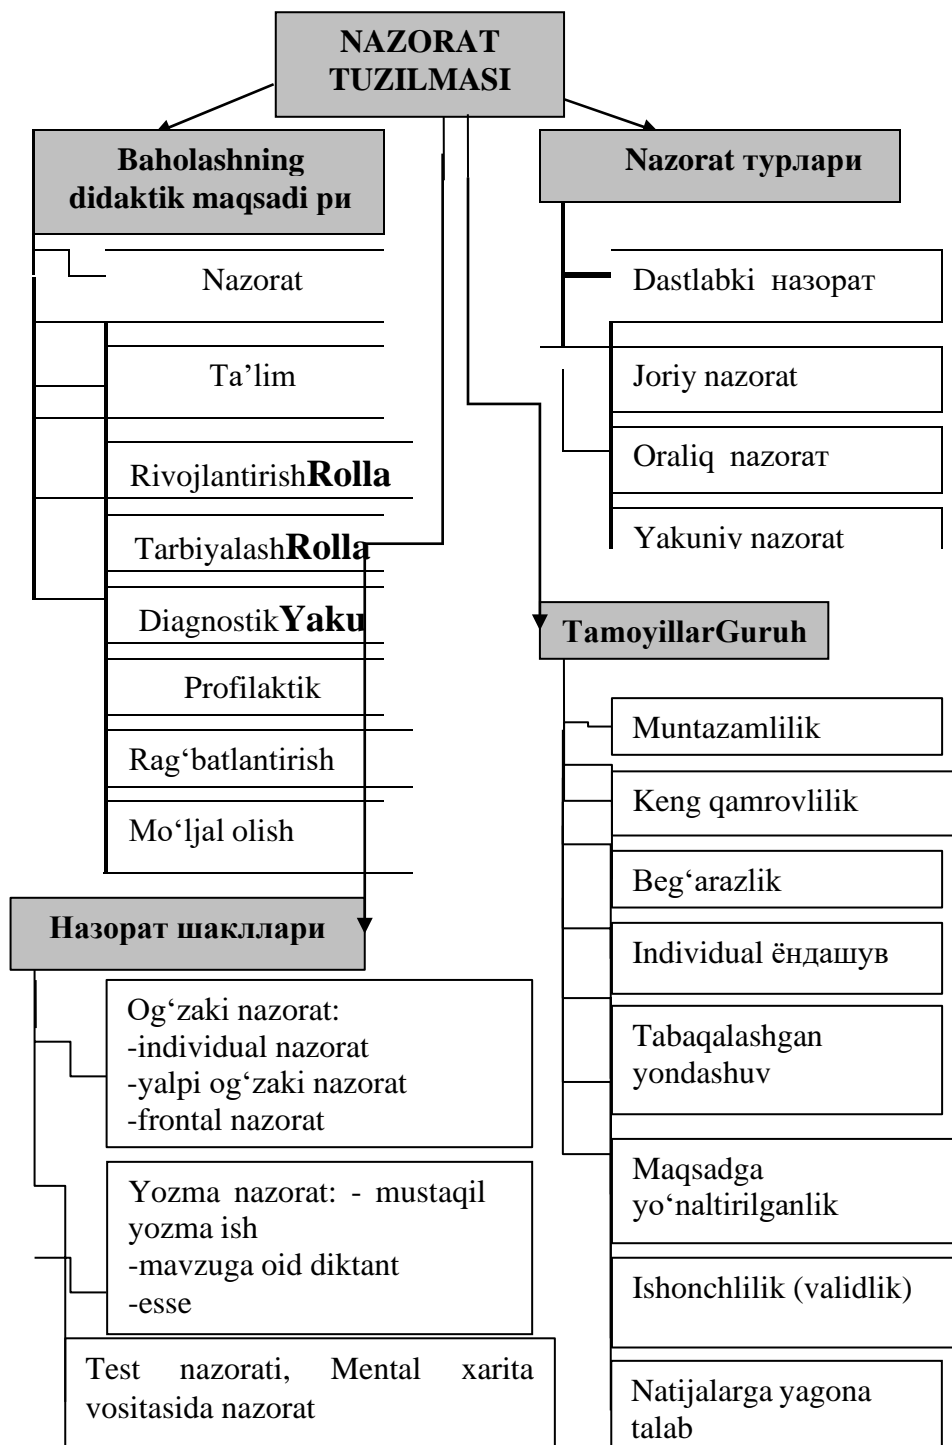 NAZORAT
TUZILMASI
Baholashning
didaktik maqsadi ри
Nazorat
Ta’lim
RivojlantirishRolla
TarbiyalashRolla
DiagnostikYaku
Profilaktik
Rag‘batlantirish
Mo‘ljal olish
Nazorat турлари
Dastlabki назорат
Joriy nazorat
Oraliq nazoraт
Yakuniy nazorat
TamoyillarGuruh
Muntazamlilik
Keng qamrovlilik
Beg‘arazlik
Individual ёндашув
Tabaqalashgan
yondashuv
Maqsadga
yo‘naltirilganlik
Ishonchlilik (validlik)
Natijalarga yagona
talab
Назорат шакллари
Og‘zaki nazorat:
-individual nazorat
-yalpi og‘zaki nazorat
-frontal nazorat
Yozma nazorat: - mustaqil
yozma ish
-mavzuga oid diktant
-esse
Test nazorati, Mental xarita
vositasida nazorat